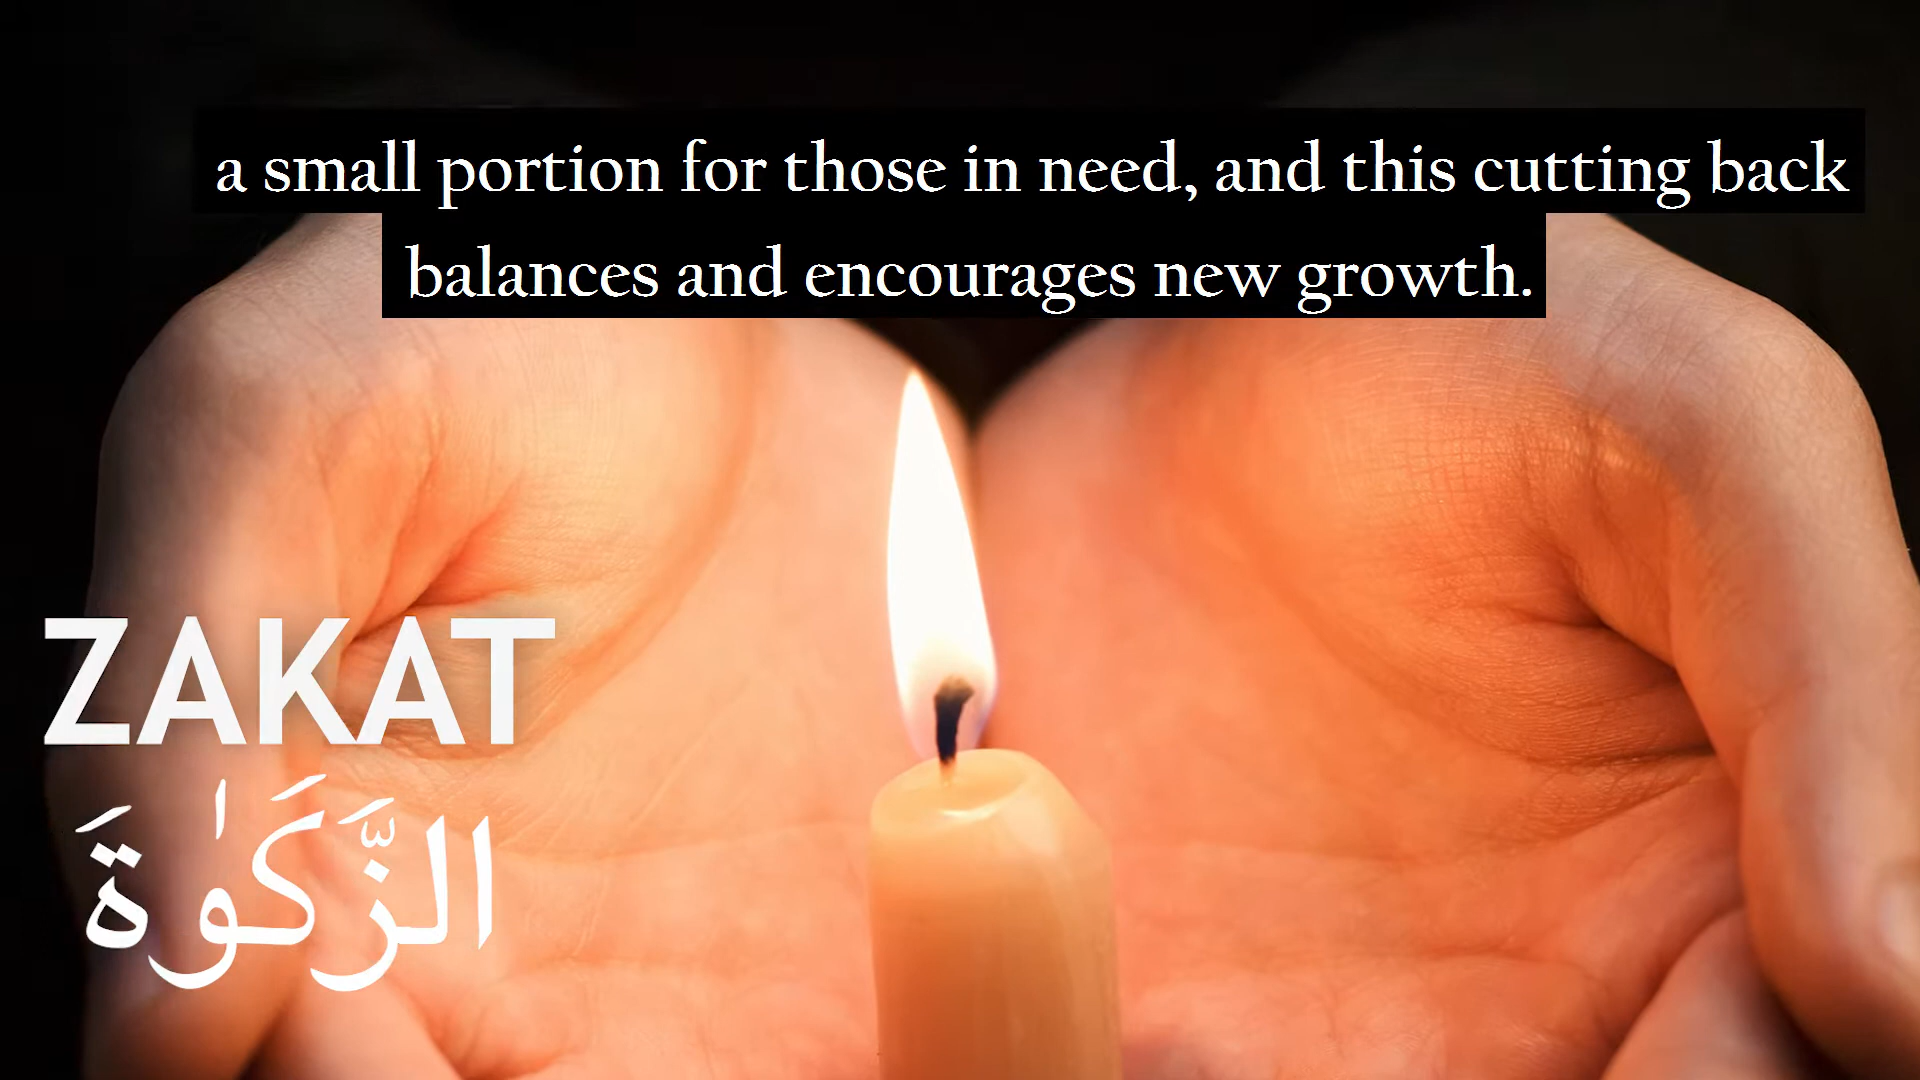 a small portion for those in need, and this cutting back
balances and encourages new growth.
ZAKAT
الزَّكَوٰةَ